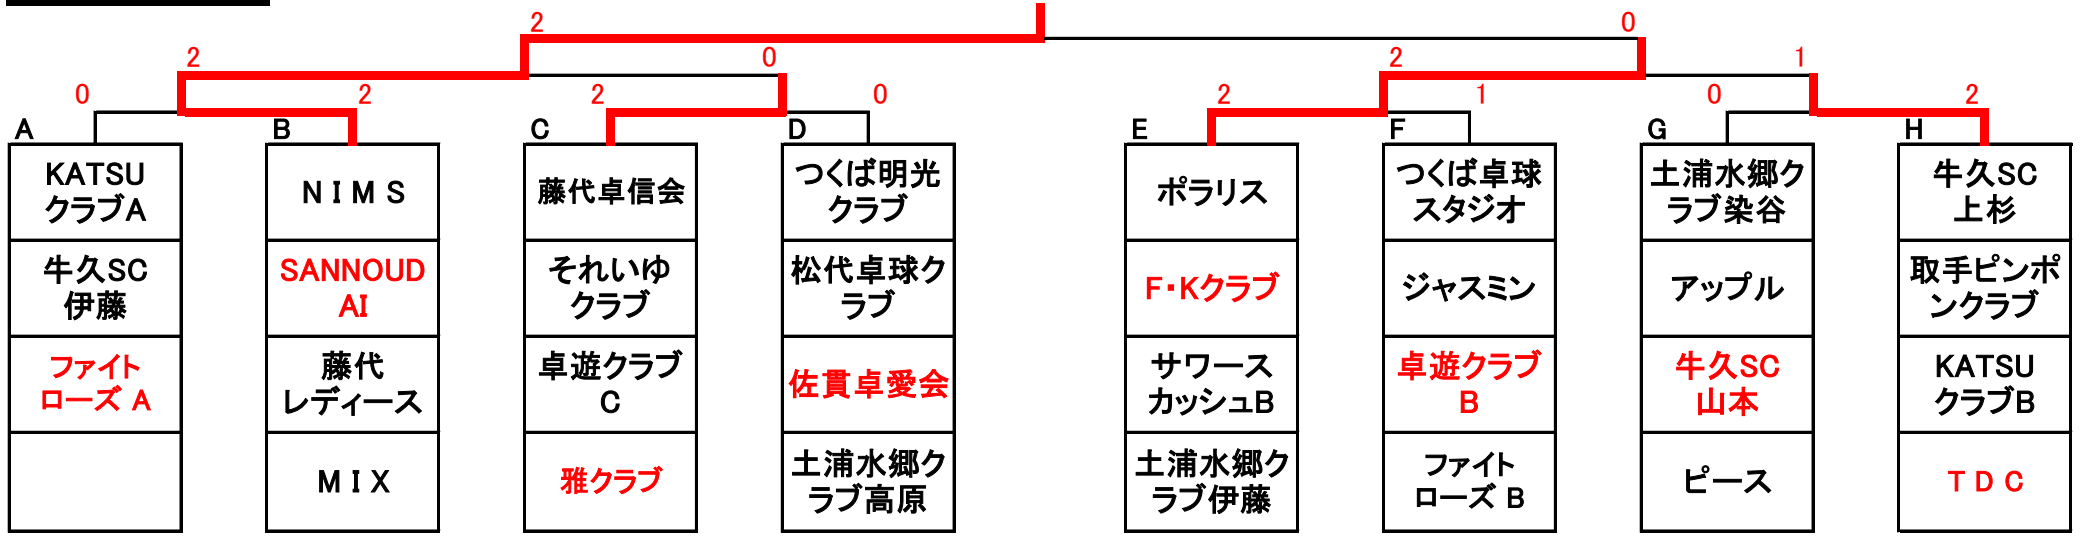 2 0
2 0 2 1
0 2 2 0 2 1 0 2
A B C D E F G H
KATSU
クラブA
NIMS
藤代卓信会
つくば明光
クラブ
ポラリス
つくば卓球
スタジオ
土浦水郷ク
ラブ染谷
牛久SC
上杉
牛久SC
伊藤
SANNOUD
AI
それいゆ
クラブ
松代卓球ク
ラブ
F・Kクラブ
ジャスミン
アップル
取手ピンポ
ンクラブ
ファイト
ローズ A
藤代
レディース
卓遊クラブ
C
佐貫卓愛会
サワース
カッシュB
卓遊クラブ
B
牛久SC
山本
KATSU
クラブB
MIX
雅クラブ
土浦水郷ク
ラブ高原
土浦水郷ク
ラブ伊藤
ファイト
ローズ B
ピース
TDC